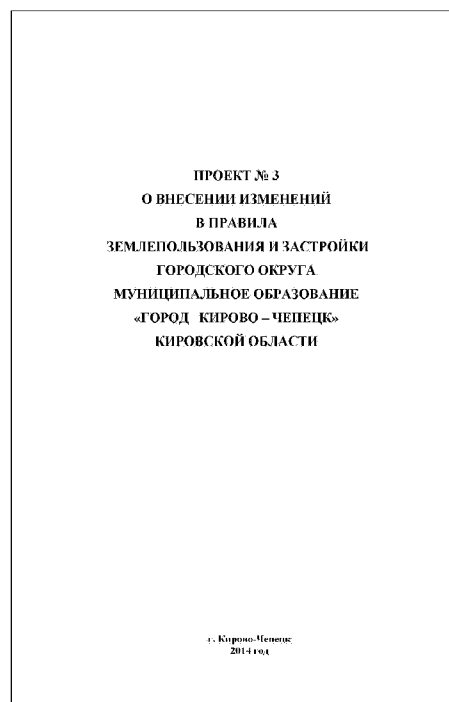 ПРОЕКТ № 3
О ВНЕСЕНИИ ИЗМЕНЕНИЙ
В ПРАВИЛА
ЗЕМЛЕПОЛЬЗОВАНИЯ И ЗАСТРОЙКИ
ГОРОДСКОГО ОКРУГА
МУНИЦИПАЛЬНОЕ ОБРАЗОВАНИЕ
«ГОРОД КИРОВО – ЧЕПЕЦК»
КИРОВСКОЙ ОБЛАСТИ
г. Кирово-Чепецк
2014 год